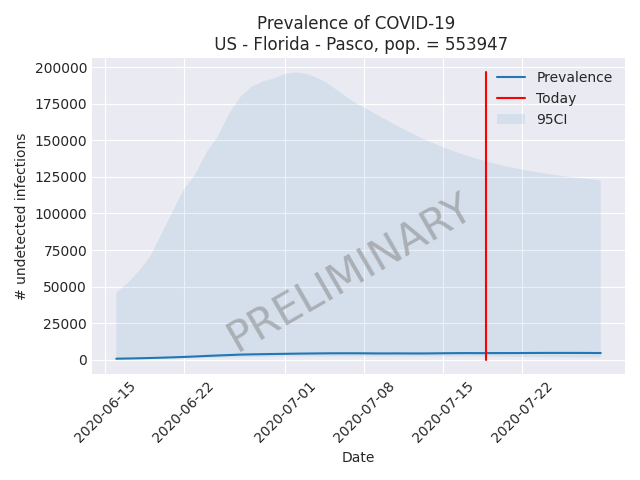 Prevalence of COVID-19
US - Florida - Pasco, pop. = 553947
200000
175000
150000
125000
100000
75000
50000
25000
0
# undetected infections
Prevalence
Today
95CI
PRELIMINARY
2020-06-15
2020-06-22
2020-07-01
2020-07-08
2020-07-15
2020-07-22
Date